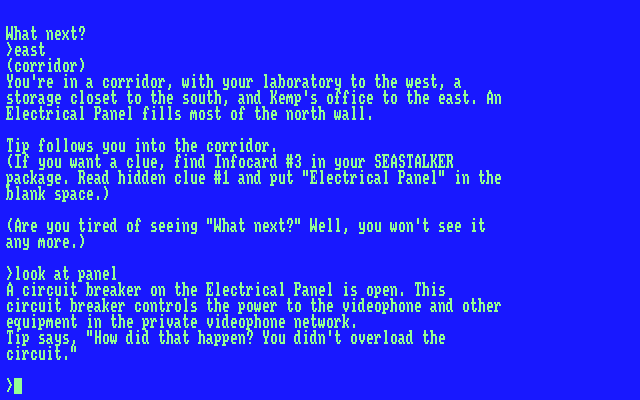 What next?
>east
(corridor)
You're in a corridor, with your laboratory to the west, a
storage closet to the south, and Kemp's office to the east. An
Electrical Panel fills most of the north wall.
Tip follows you into the corridor.
(If you want a clue, find Infocard #3 in your SEASTALKER
package. Read hidden clue #1 and put "Electrical Panel" in the
blank space.)
(Are you tired of seeing "What next?" Well, you won't see it
any more.)
>look at panel
A circuit breaker on the Electrical Panel is open. This
circuit breaker controls the power to the videophone and other
equipment in the private videophone network.
Tip says, "How did that happen? You didn't overload the
circuit."
>